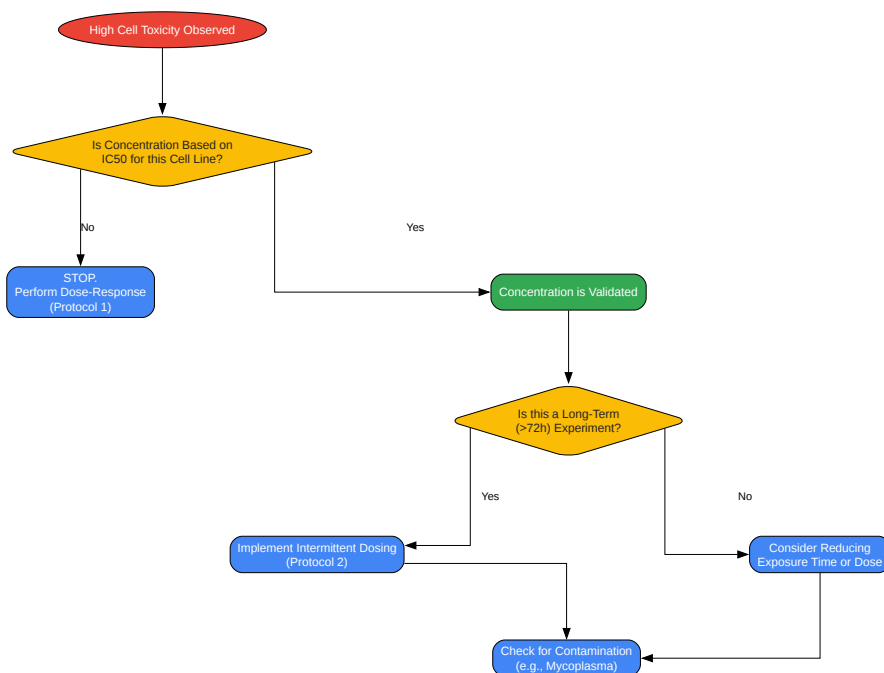 High Cell Toxicity Observed
Is Concentration Based on
IC50 for this Cell Line?
No
Yes
STOP.
Perform Dose-Response
(Protocol 1)
Concentration is Validated
Is this a Long-Term
(>72h) Experiment?
Yes
No
Implement Intermittent Dosing
(Protocol 2)
Consider Reducing
Exposure Time or Dose
Check for Contamination
(e.g., Mycoplasma)